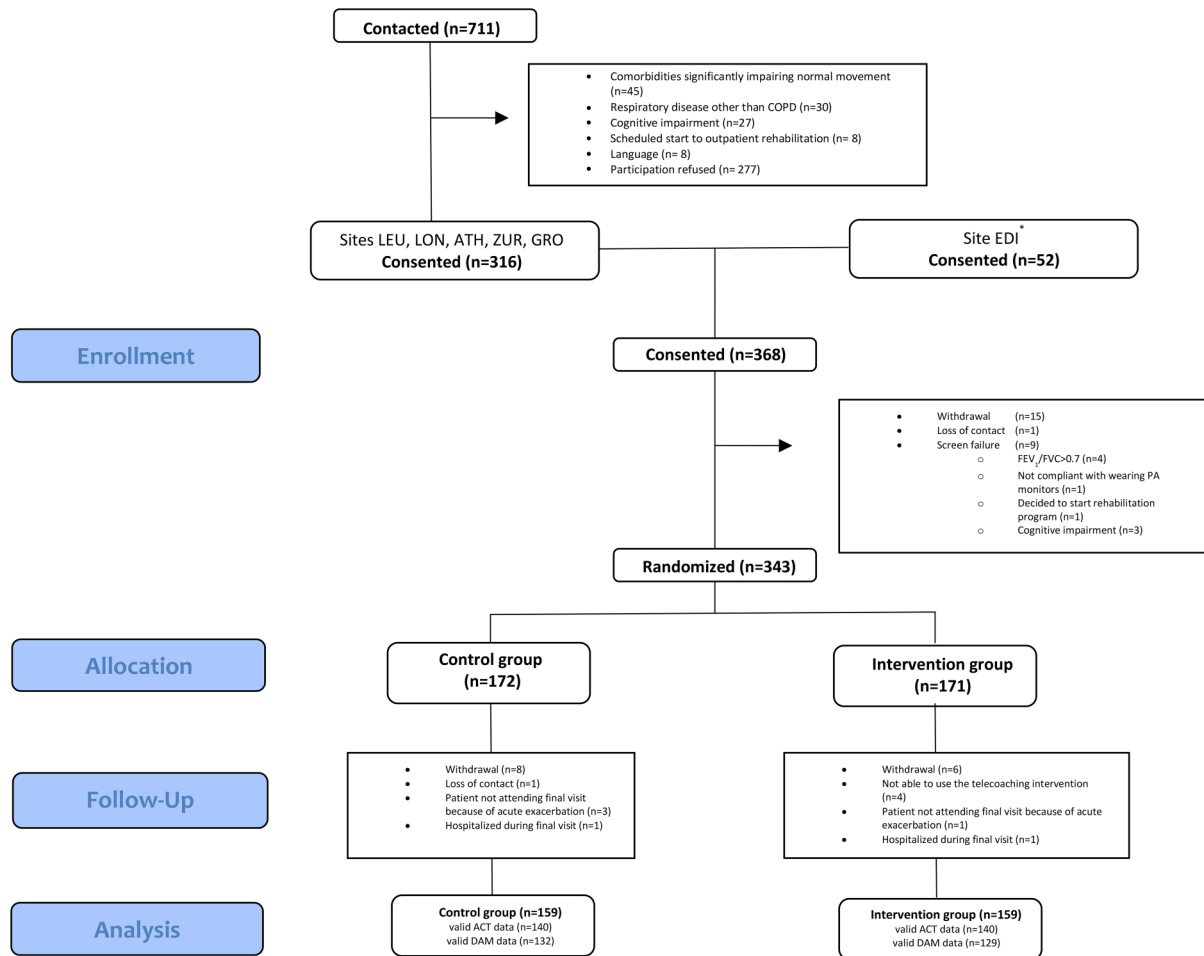 Contacted (n=711)
• Comorbidities significantly impairing normal movement
(n=45)
• Respiratory disease other than COPD (n=30)
• Cognitive impairment (n=27)
• Scheduled start to outpatient rehabilitation (n= 8)
• Language (n= 8)
• Participation refused (n= 277)
Sites LEU, LON, ATH, ZUR, GRO
Consented (n=316)
Site EDI*
Consented (n=52)
Enrollment
Consented (n=368)
• Withdrawal (n=15)
• Loss of contact (n=1)
• Screen failure (n=9)
o FEV1/FVC>0.7 (n=4)
o Not compliant with wearing PA
monitors (n=1)
o Decided to start rehabilitation
program (n=1)
o Cognitive impairment (n=3)
Randomized (n=343)
Allocation
Control group
(n=172)
Intervention group
(n=171)
Follow-Up
• Withdrawal (n=8)
• Loss of contact (n=1)
• Patient not attending final visit
because of acute exacerbation (n=3)
• Hospitalized during final visit (n=1)
• Withdrawal (n=6)
• Not able to use the telecoaching intervention
(n=4)
• Patient not attending final visit because of acute
exacerbation (n=1)
• Hospitalized during final visit (n=1)
Analysis
Control group (n=159)
valid ACT data (n=140)
valid DAM data (n=132)
Intervention group (n=159)
valid ACT data (n=140)
valid DAM data (n=129)